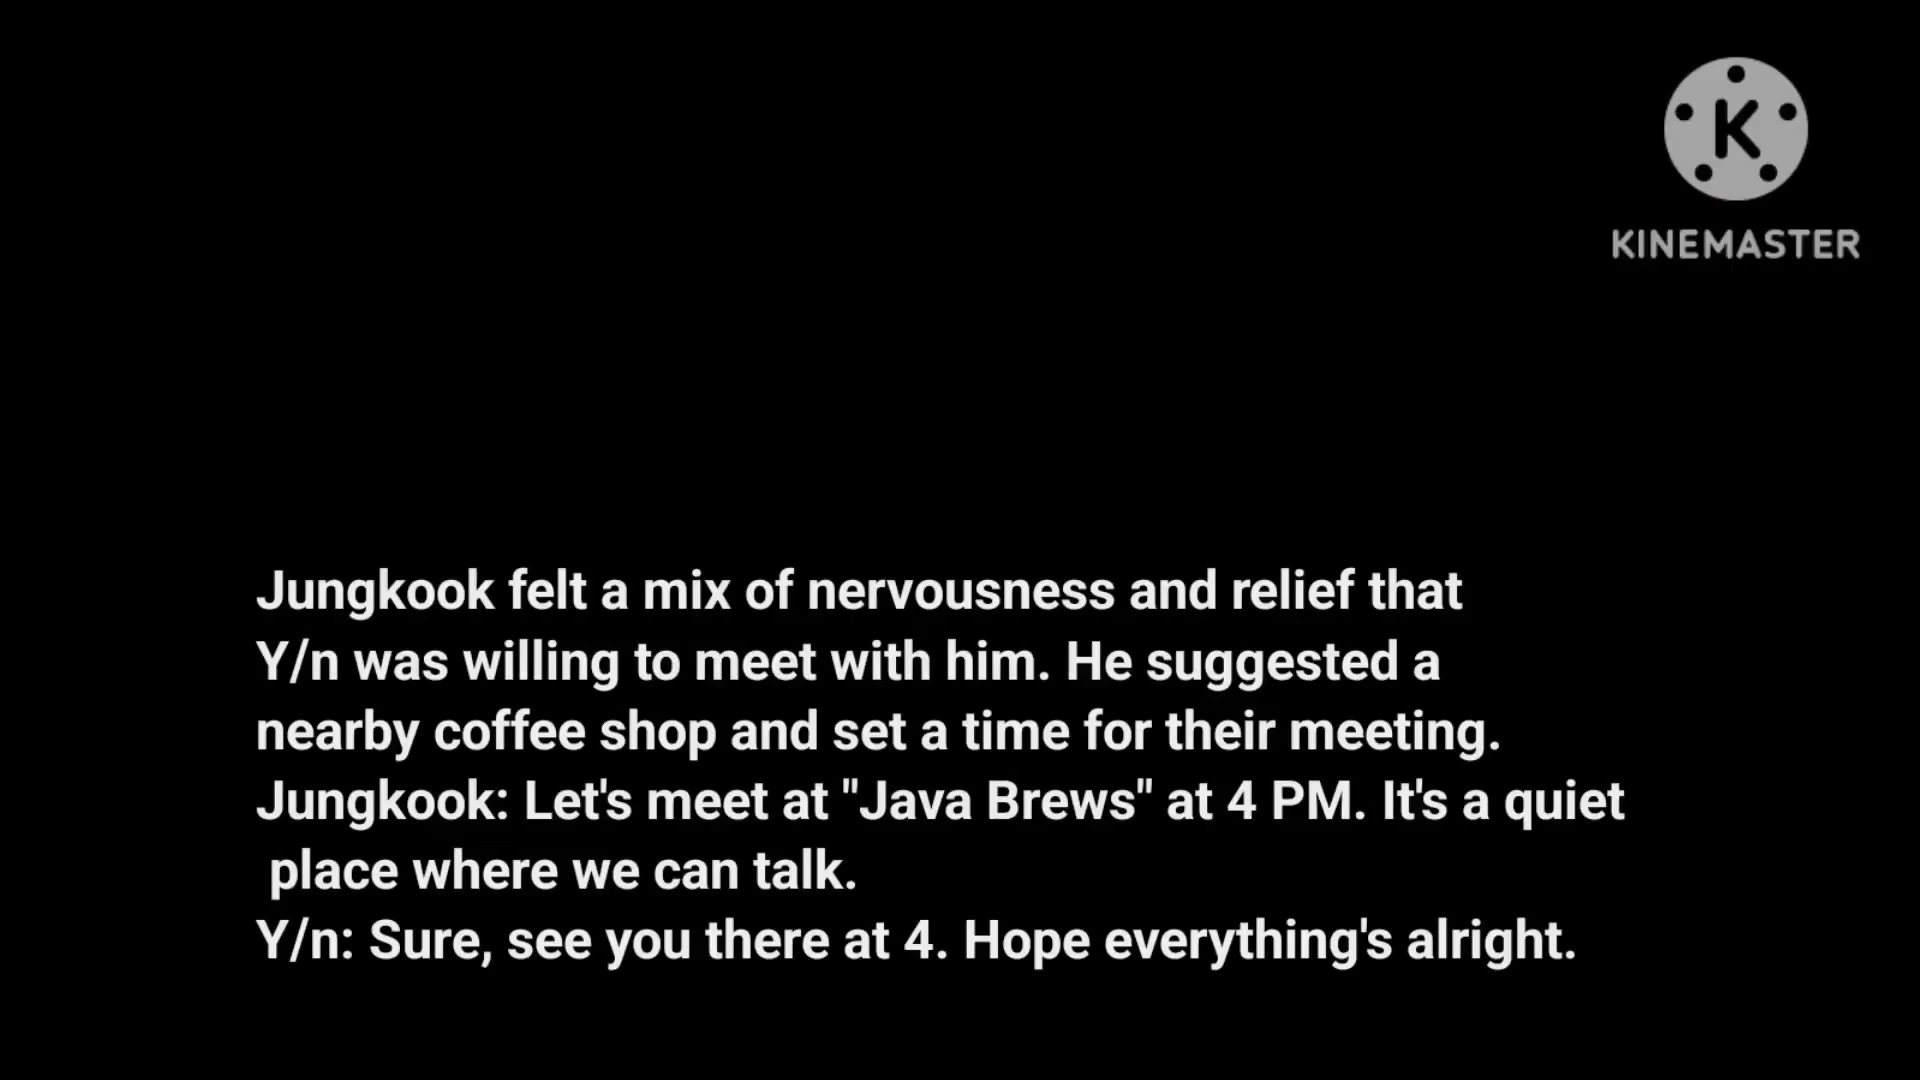 K
KINEMASTER
Jungkook felt a mix of nervousness and relief that
Y/n was willing to meet with him. He suggested a
nearby coffee shop and set a time for their meeting.
Jungkook: Let's meet at "Java Brews" at 4 PM. It's a quiet
place where we can talk.
Y/n: Sure, see you there at 4. Hope everything's alright.